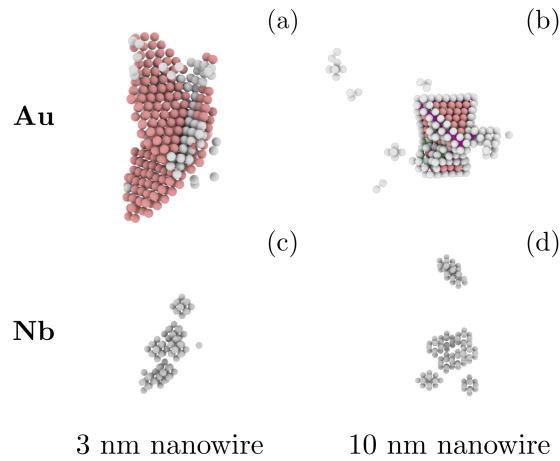 (a)
(b)
Au
(c)
(d)
Nb
3 nm nanowire
10 nm nanowire